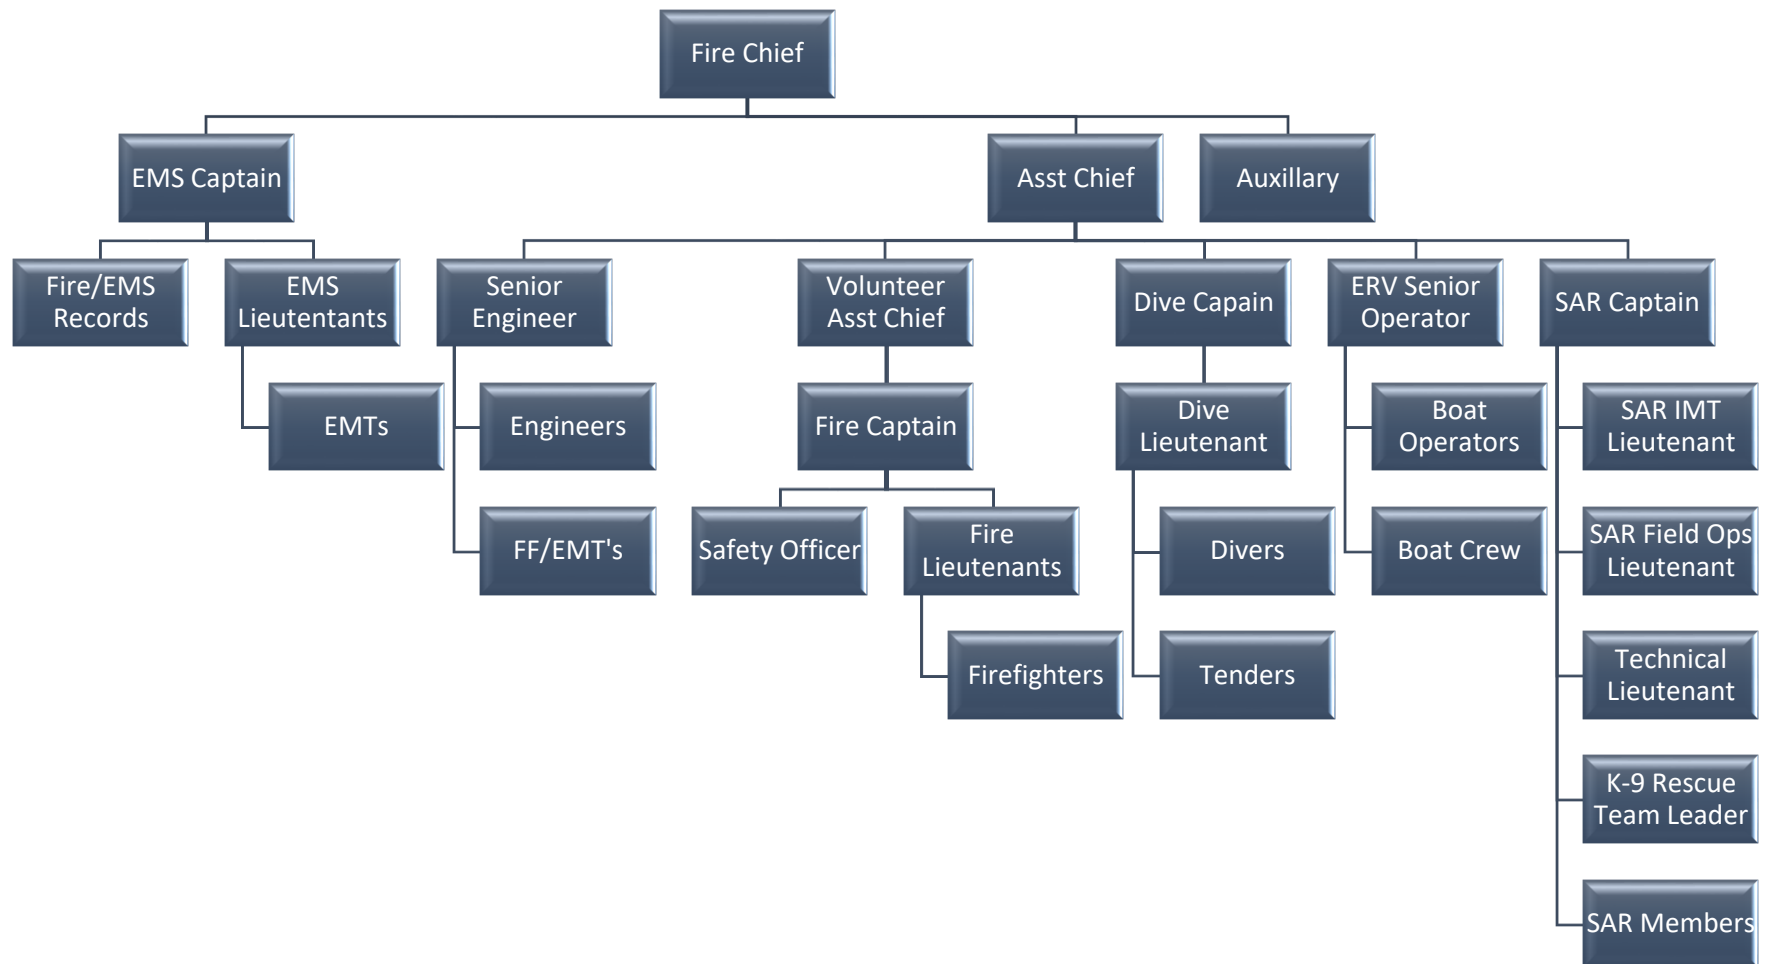 Fire Chief
EMS Captain
Asst Chief
Auxillary
Fire/EMS
Records
EMS
Lieutentants
Senior
Engineer
Volunteer
Asst Chief
Dive Capain
ERV Senior
Operator
SAR Captain
EMTs
Engineers
Fire Captain
Dive
Lieutenant
Boat
Operators
SAR IMT
Lieutenant
FF/EMT's
Safety Officer
Fire
Lieutenants
Divers
Boat Crew
SAR Field Ops
Lieutenant
Firefighters
Tenders
Technical
Lieutenant
K-9 Rescue
Team Leader
SAR Members